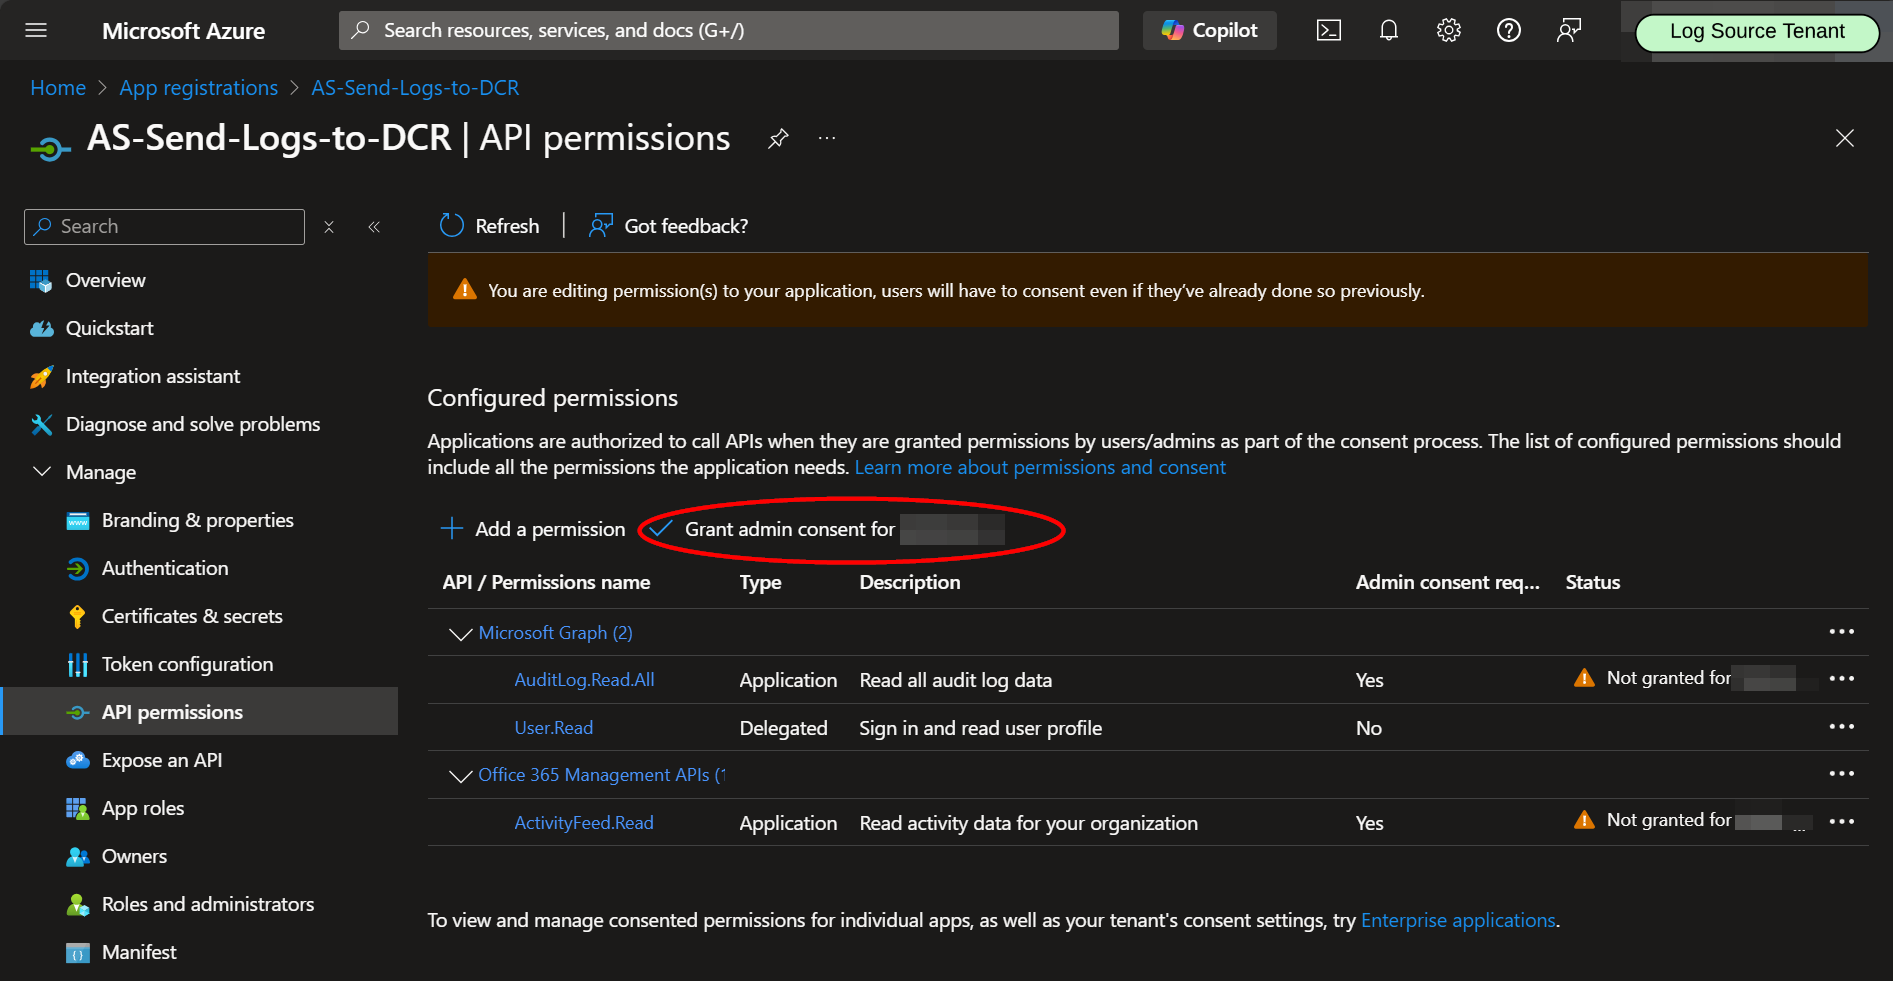 Microsoft Azure
Search resources, services, and docs (G+/)
Copilot
Log Source Tenant
Home > App registrations > AS-Send-Logs-to-DCR
AS-Send-Logs-to-DCR | API permissions
Search
Refresh
Got feedback?
You are editing permission(s) to your application, users will have to consent even if they've already done so previously.
Overview
Quickstart
Integration assistant
Diagnose and solve problems
Manage
Branding & properties
Authentication
Certificates & secrets
Token configuration
API permissions
Expose an API
App roles
Owners
Roles and administrators
Manifest
Configured permissions
Applications are authorized to call APIs when they are granted permissions by users/admins as part of the consent process. The list of configured permissions should
include all the permissions the application needs. Learn more about permissions and consent
Add a permission
Grant admin consent for
API / Permissions name Type Description Admin consent req... Status
Microsoft Graph (2)
AuditLog.Read.All Application Read all audit log data Yes Not granted for
User.Read Delegated Sign in and read user profile No
Office 365 Management APIs (1
ActivityFeed.Read Application Read activity data for your organization Yes Not granted for ...
To view and manage consented permissions for individual apps, as well as your tenant's consent settings, try Enterprise applications.